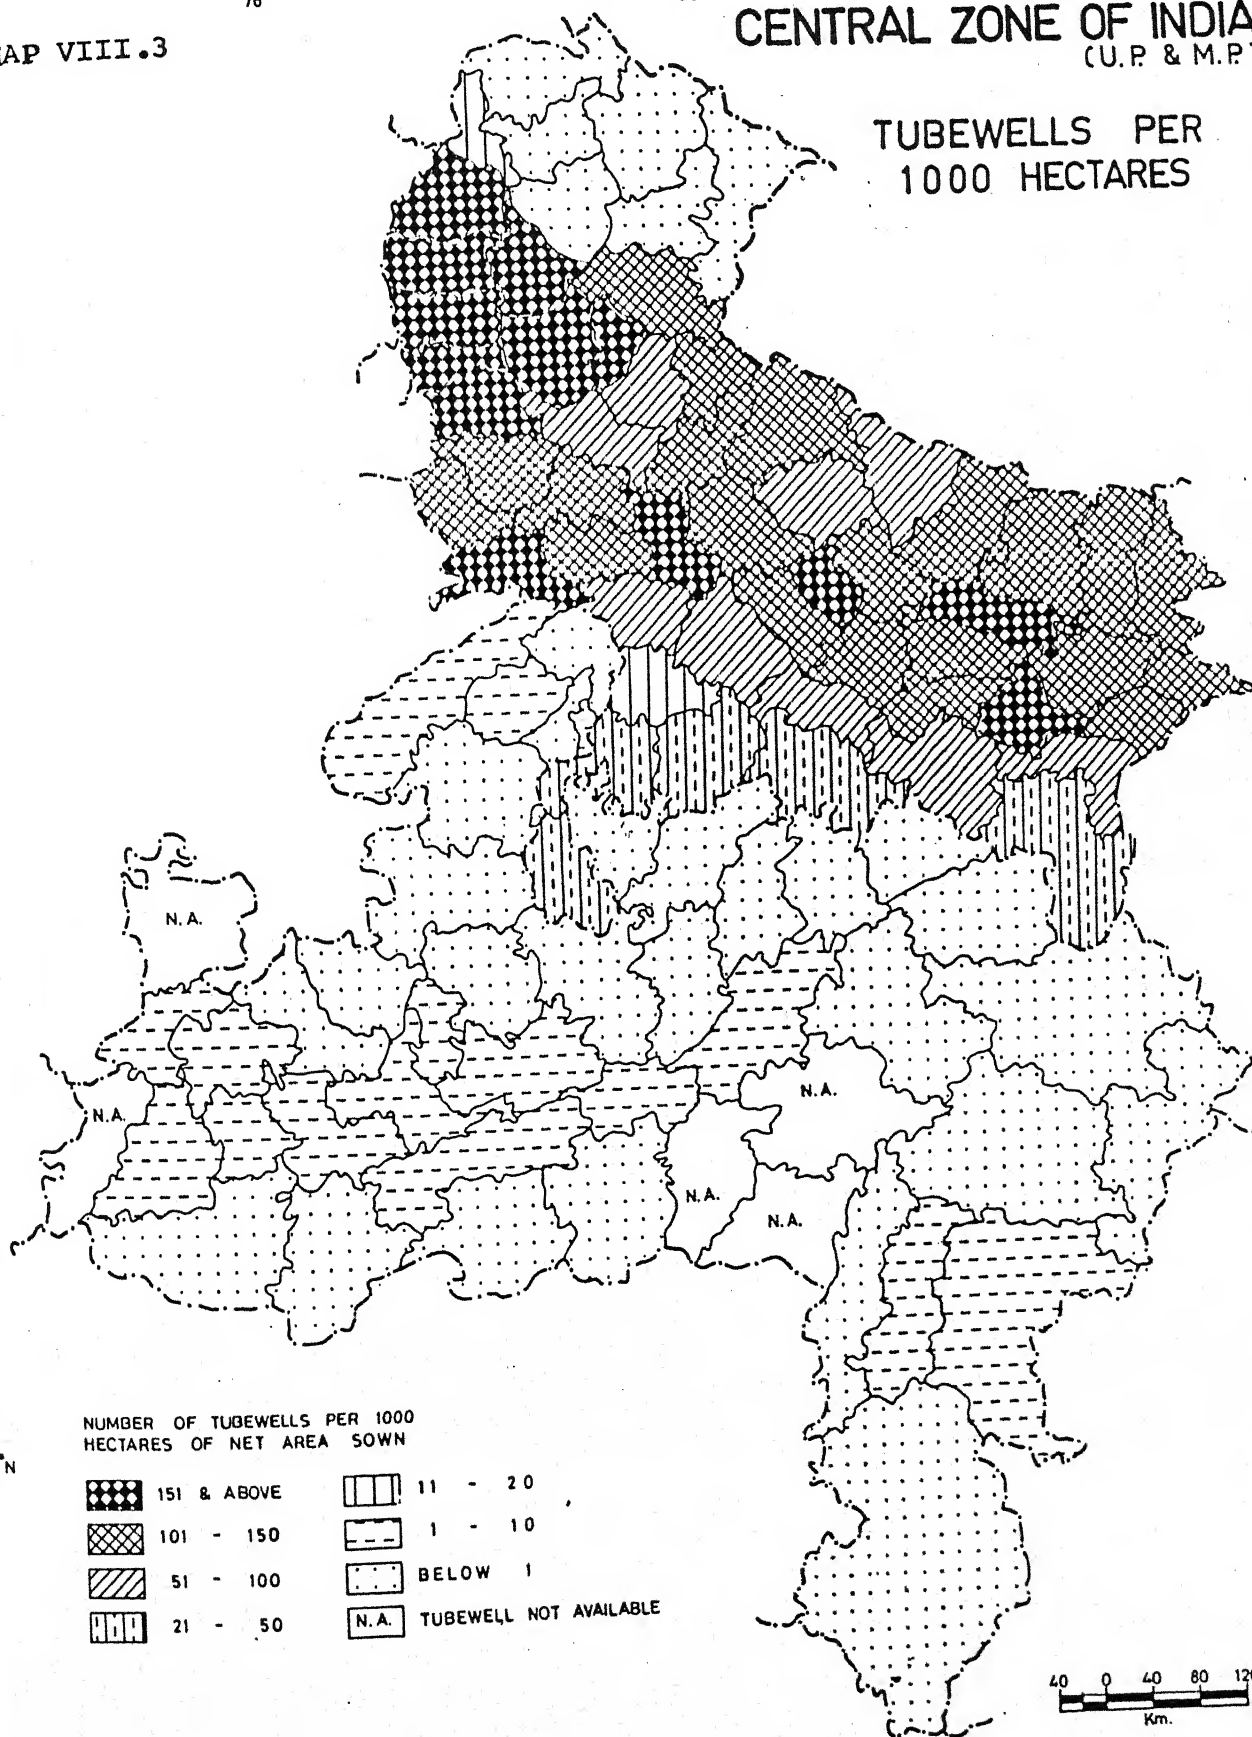 76
AP VIII.3
CENTRAL ZONE OF INDIA
(U.P. & M.P.)
TUBEWELLS PER
1000 HECTARES
N.A.
N.A.
N.A.
N.A.
N.A.
NUMBER OF TUBEWELLS PER 1000
HECTARES OF NET AREA SOWN
°N
151 & ABOVE
101 - 150
51 - 100
21 - 50
11 - 20
1 - 10
BELOW 1
N.A. TUBEWELL NOT AVAILABLE
40 0 40 80 120
Km.